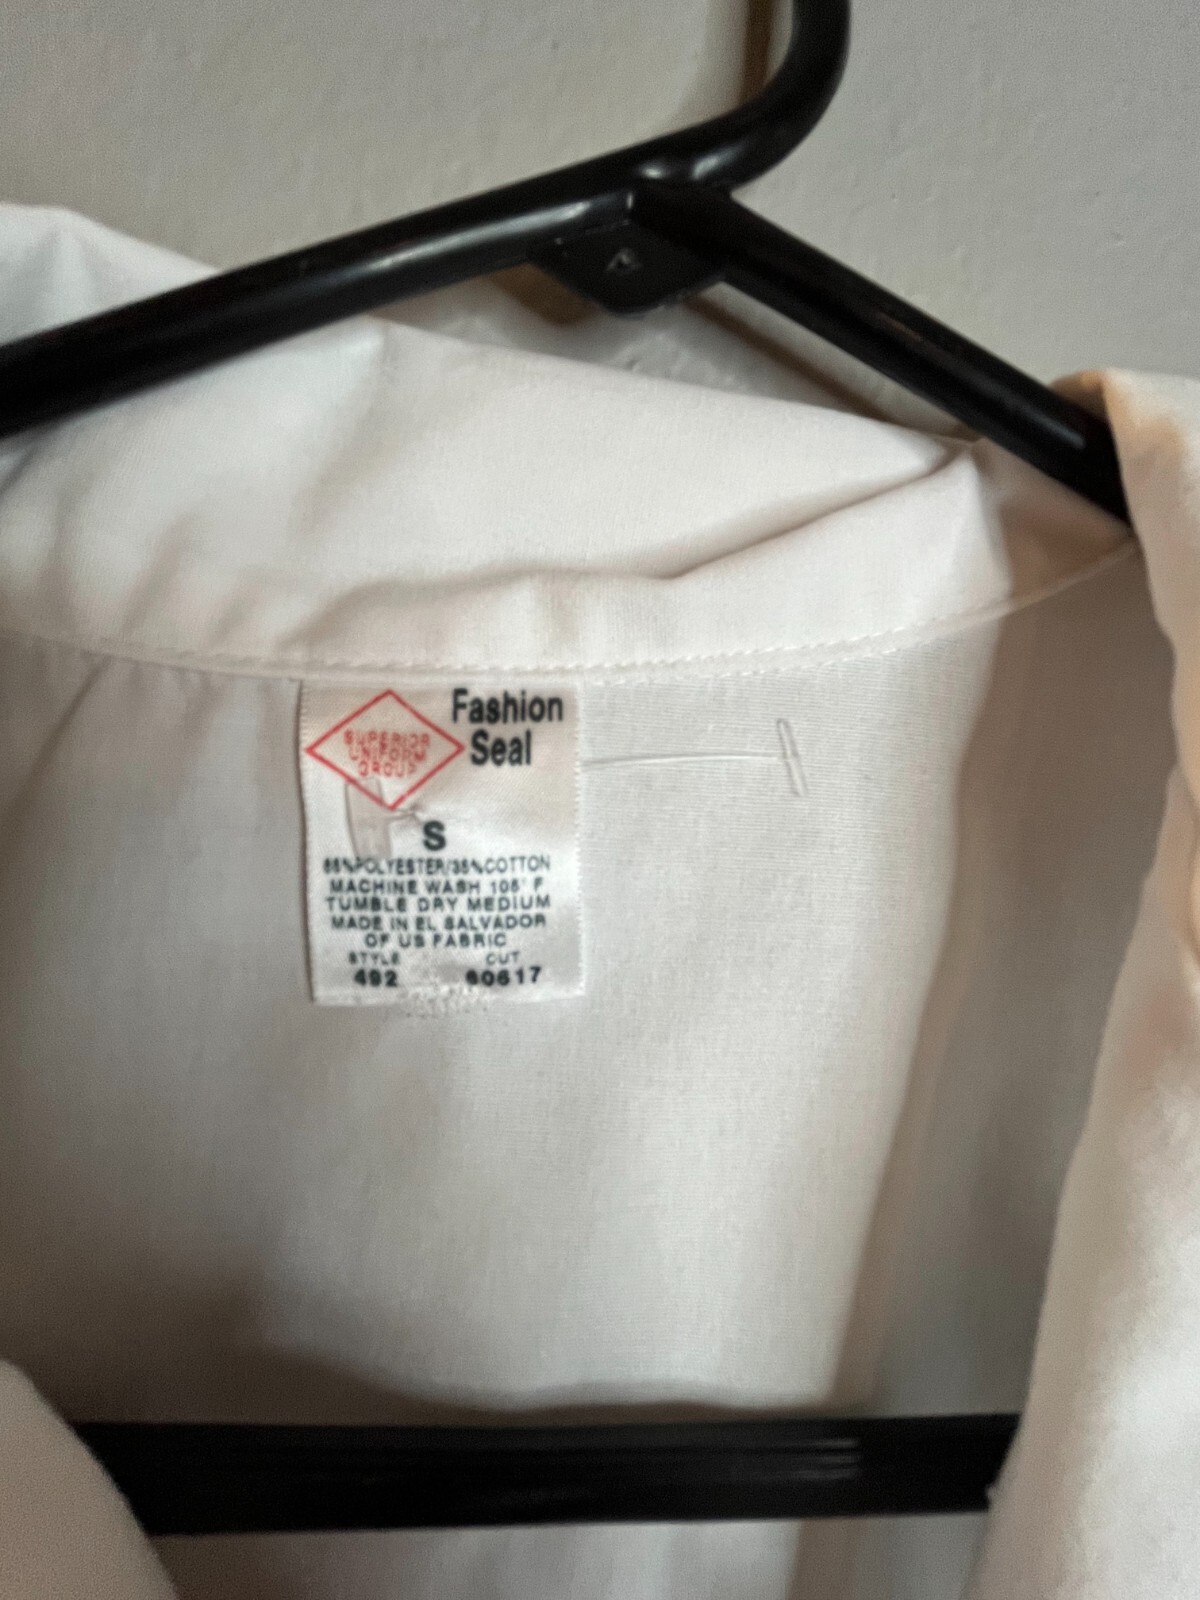 Fashion
Seal
SUPERIOR
UNIFORM
GROUP
S
65%POLYESTER/35%COTTON
MACHINE WASH 105° F
TUMBLE DRY MEDIUM
MADE IN EL SALVADOR
OF US FABRIC
STYLE CUT
492 60617